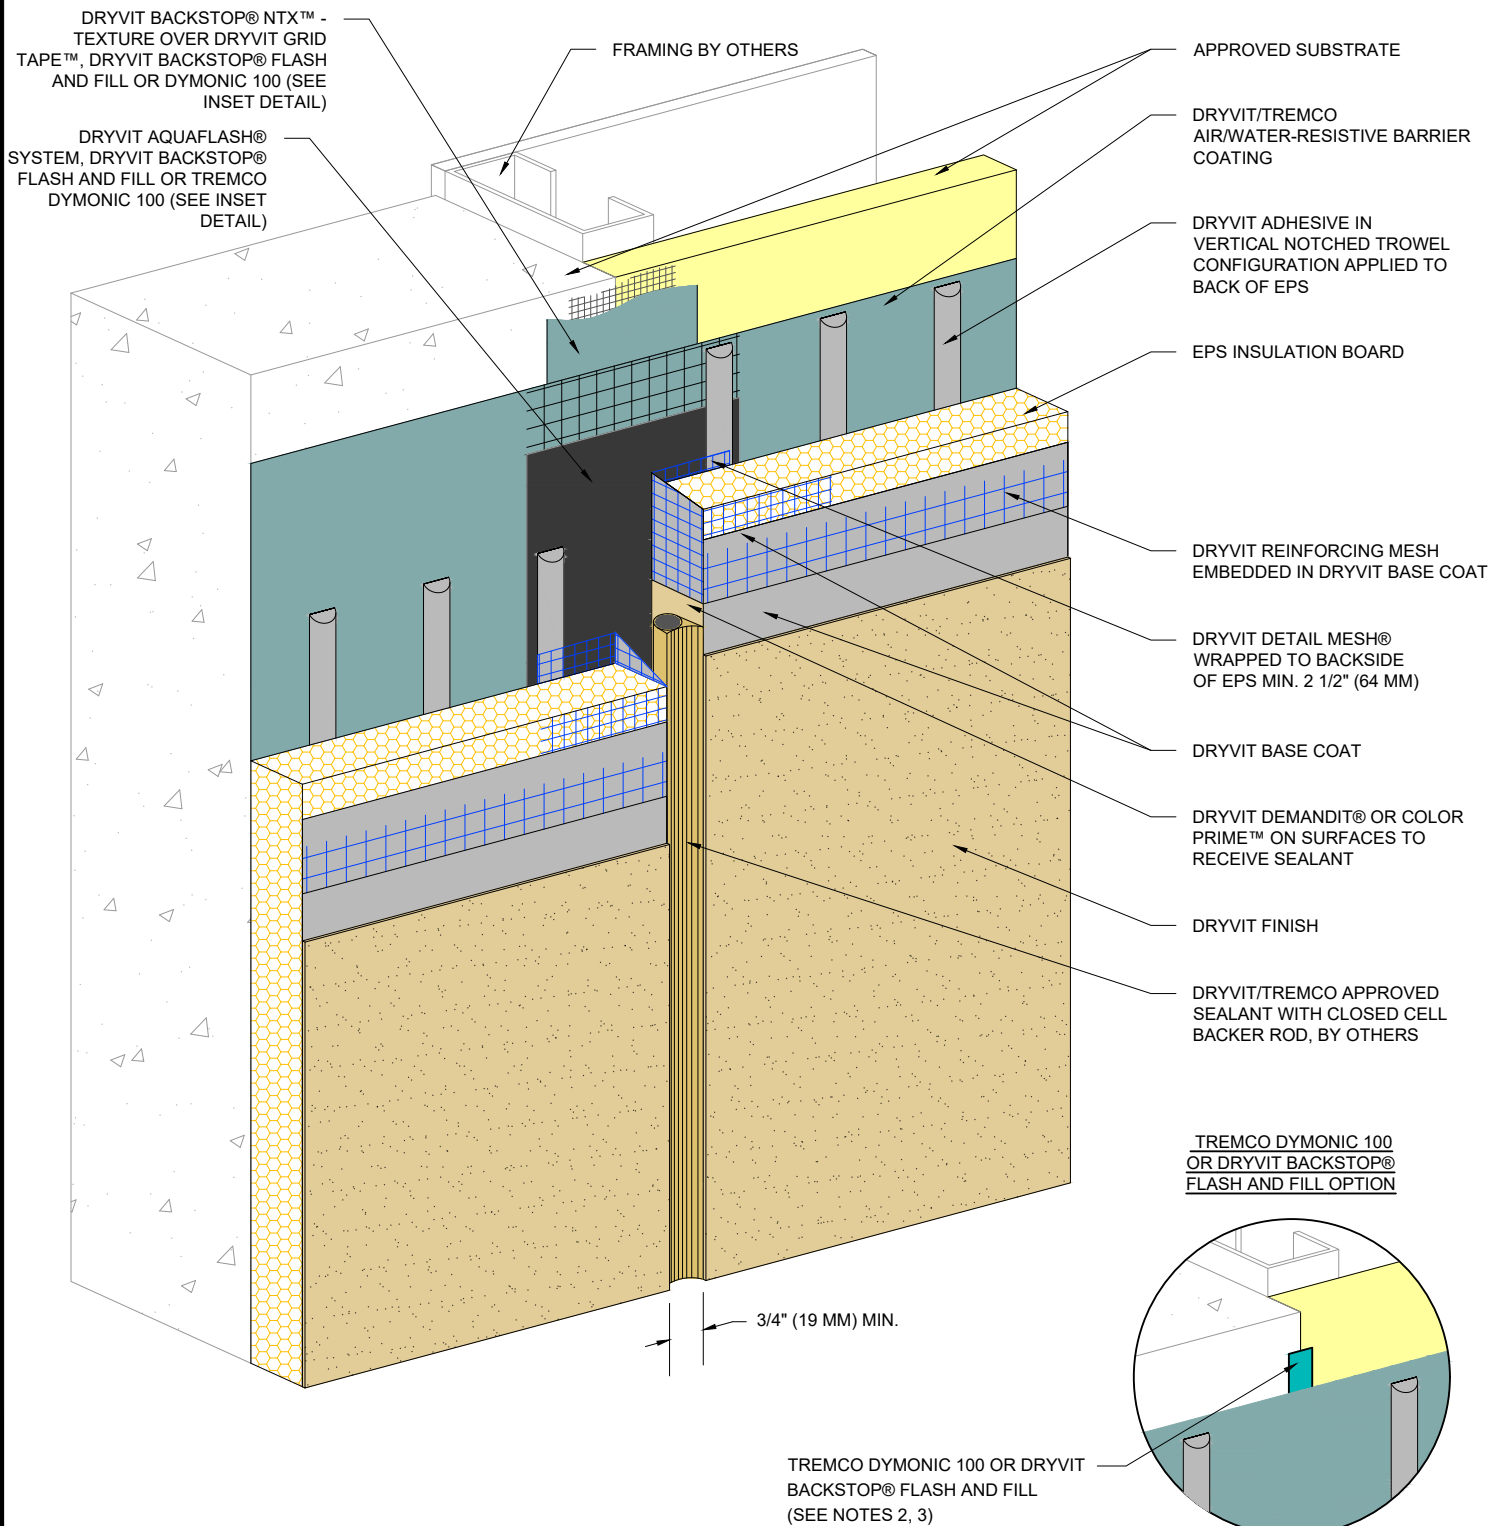 DRYVIT BACKSTOP® NTX™ -
TEXTURE OVER DRYVIT GRID
TAPE™, DRYVIT BACKSTOP® FLASH
AND FILL OR DYMONIC 100 (SEE
INSET DETAIL)
DRYVIT AQUAFLASH®
SYSTEM, DRYVIT BACKSTOP®
FLASH AND FILL OR TREMCO
DYMONIC 100 (SEE INSET
DETAIL)
FRAMING BY OTHERS
APPROVED SUBSTRATE
DRYVIT/TREMCO
AIR/WATER-RESISTIVE BARRIER
COATING
DRYVIT ADHESIVE IN
VERTICAL NOTCHED TROWEL
CONFIGURATION APPLIED TO
BACK OF EPS
EPS INSULATION BOARD
DRYVIT REINFORCING MESH
EMBEDDED IN DRYVIT BASE COAT
DRYVIT DETAIL MESH®
WRAPPED TO BACKSIDE
OF EPS MIN. 2 1/2" (64 MM)
DRYVIT BASE COAT
DRYVIT DEMANDIT® OR COLOR
PRIME™ ON SURFACES TO
RECEIVE SEALANT
DRYVIT FINISH
DRYVIT/TREMCO APPROVED
SEALANT WITH CLOSED CELL
BACKER ROD, BY OTHERS
TREMCO DYMONIC 100
OR DRYVIT BACKSTOP®
FLASH AND FILL OPTION
3/4" (19 MM) MIN.
TREMCO DYMONIC 100 OR DRYVIT
BACKSTOP® FLASH AND FILL
(SEE NOTES 2, 3)